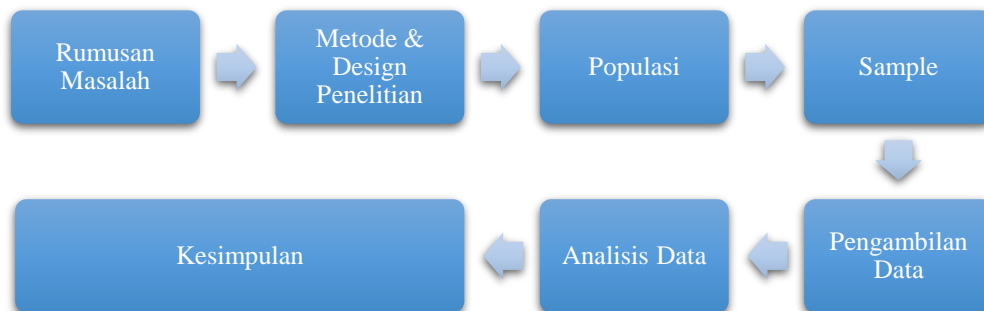 Rumusan
Masalah
Metode &
Design
Penelitian
Populasi
Sample
Pengambilan
Data
Analisis Data
Kesimpulan